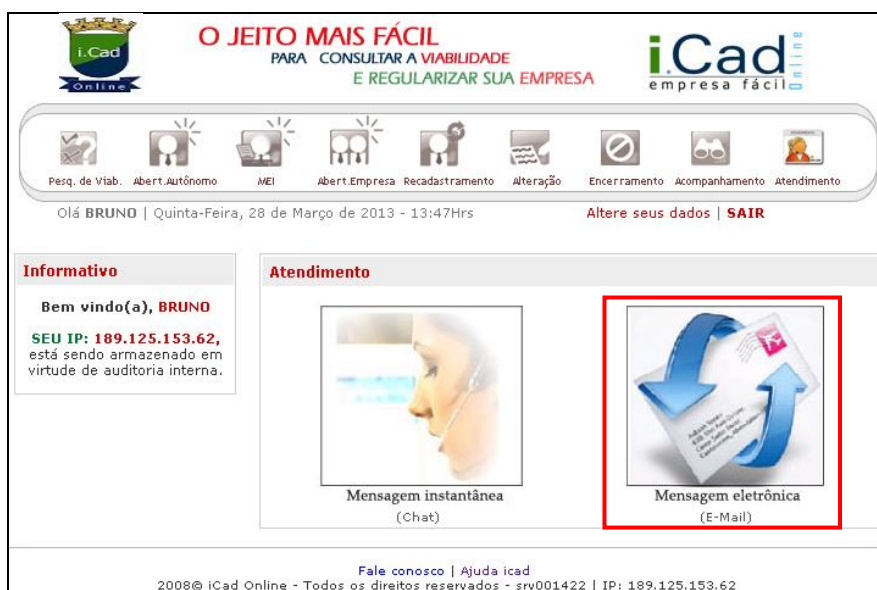 i.Cad
Online
O JEITO MAIS FÁCIL
PARA CONSULTAR A VIABILIDADE
E REGULARIZAR SUA EMPRESA
i.Cad Online
empresa fácil
Pesq. de Viab. Abert.Autônomo MEI Abert.Empresa Recadastramento Alteração Encerramento Acompanhamento Atendimento
Olá BRUNO | Quinta-Feira, 28 de Março de 2013 - 13:47Hrs
Altere seus dados | SAIR
Informativo
Bem vindo(a), BRUNO
SEU IP: 189.125.153.62,
está sendo armazenado em
virtude de auditoria interna.
Atendimento
Mensagem instantânea
(Chat)
Mensagem eletrônica
(E-Mail)
Fale conosco | Ajuda icad
2008@ iCad Online - Todos os direitos reservados - srv001422 | IP: 189.125.153.62